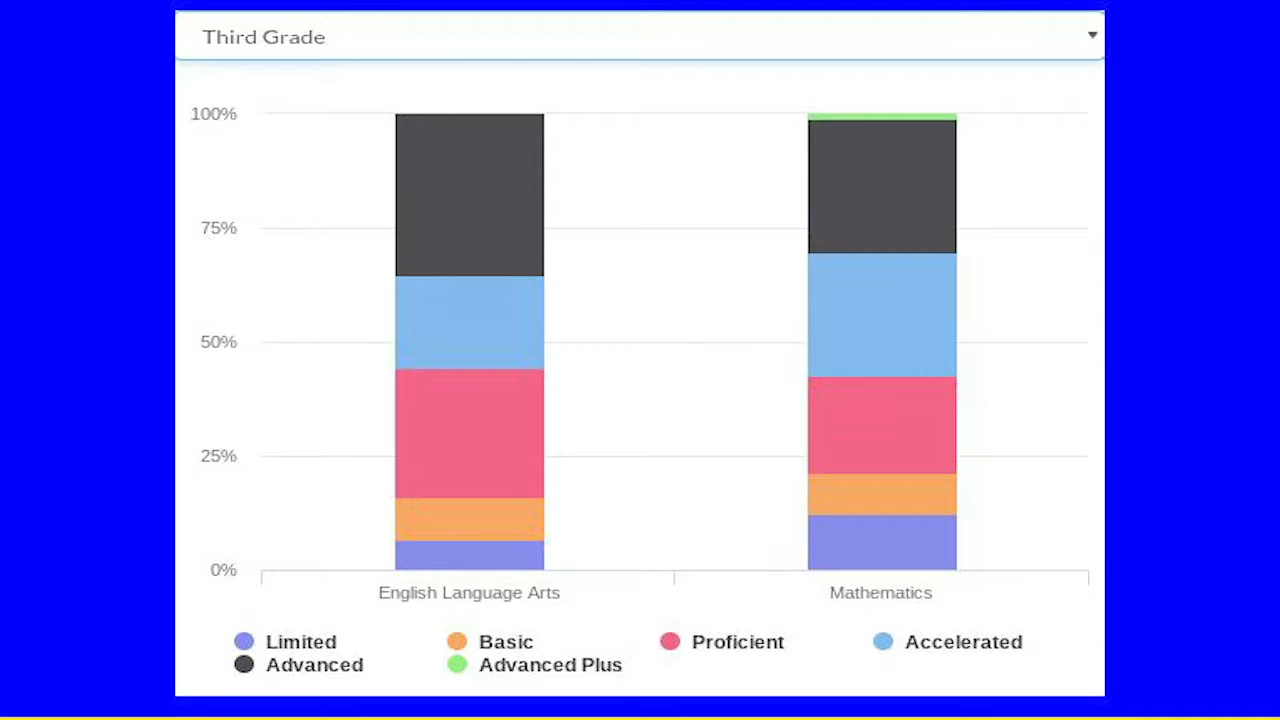 Third Grade
100%
75%
50%
25%
0%
English Language Arts Mathematics
Limited Basic Proficient Accelerated
Advanced Advanced Plus